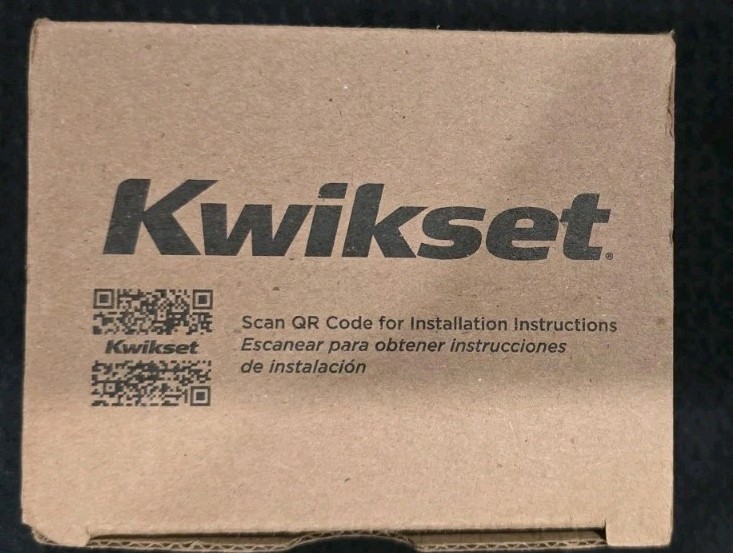 Kwikset®
Kwikset
Scan QR Code for Installation Instructions
Escanear para obtener instrucciones
de instalación